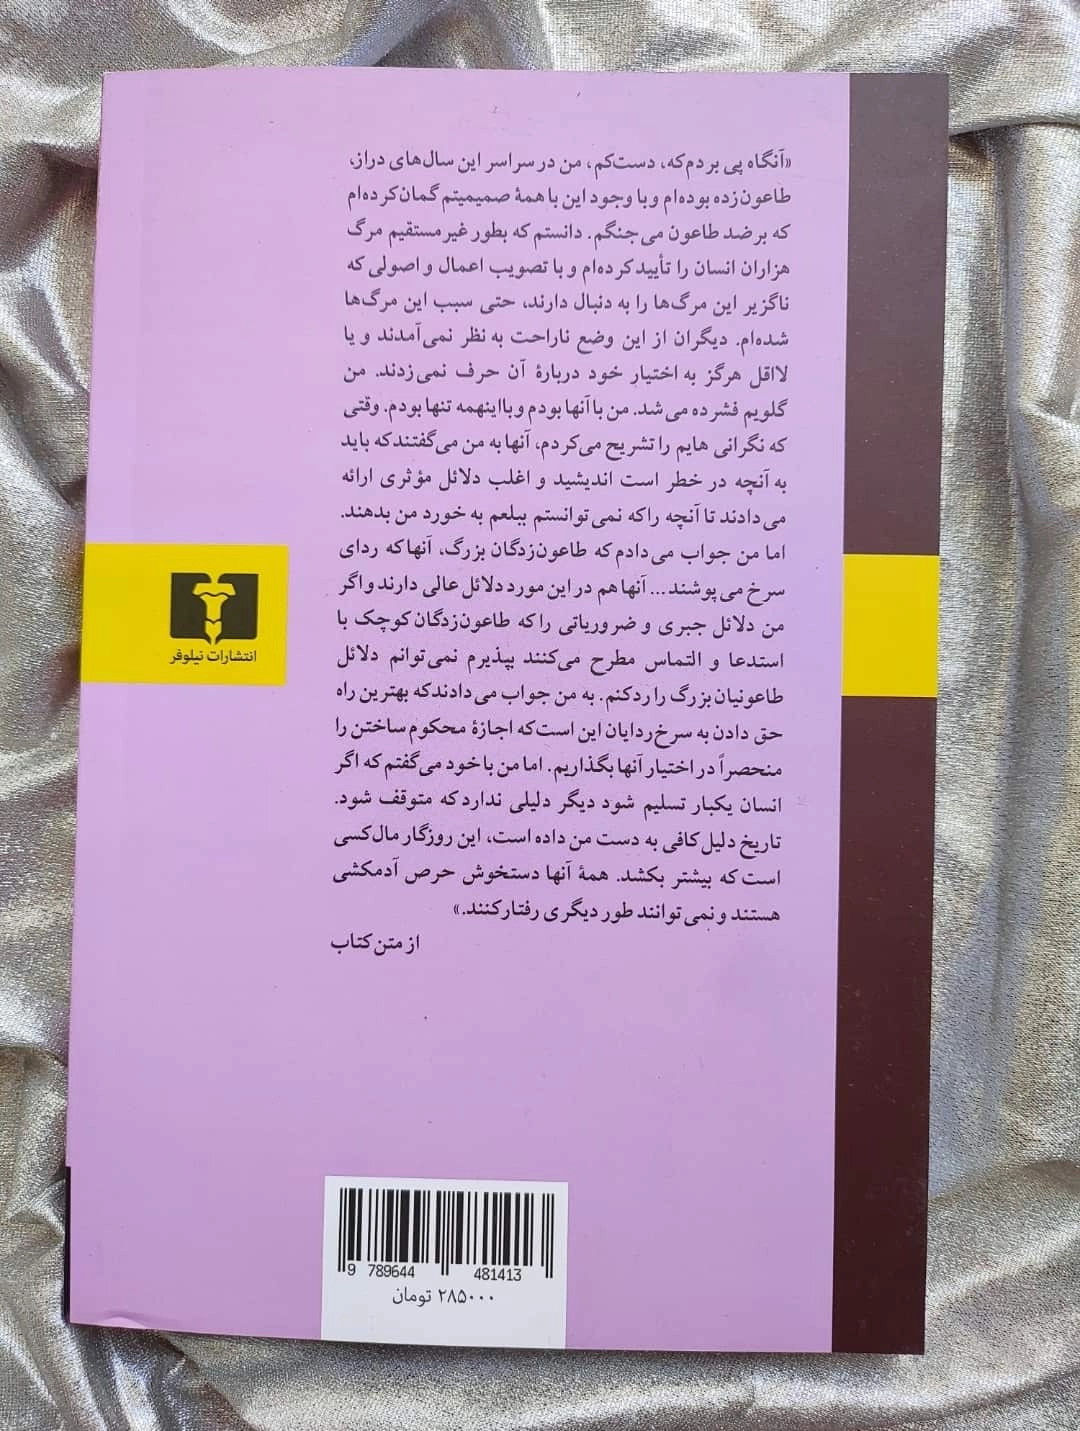 «آنگاه پی بردم که، دست‌کم، من در سراسر این سال‌های دراز،
طاعون‌زده بوده‌ام و با وجود این با همهٔ صمیمیتم گمان کرده‌ام
که بر ضد طاعون می‌جنگم. دانستم که بطور غیرمستقیم مرگ
هزاران انسان را تأیید کرده‌ام و با تصویب اعمال و اصولی که
ناگزیر این مرگ‌ها را به دنبال دارند، حتی سبب این مرگ‌ها
شده‌ام. دیگران از این وضع ناراحت به نظر نمی‌آمدند و یا
لااقل هرگز به اختیار خود دربارهٔ آن حرف نمی‌زدند. من
گلویم فشرده می‌شد. من با آنها بودم و بااینهمه تنها بودم. وقتی
که نگرانی هایم را تشریح می‌کردم، آنها به من می‌گفتند که باید
به آنچه در خطر است اندیشید و اغلب دلائل مؤثری ارائه
می‌دادند تا آنچه را که نمی‌توانستم ببلعم به خورد من بدهند.
اما من جواب می‌دادم که طاعون‌زدگان بزرگ، آنها که ردای
سرخ می‌پوشند... آنها هم در این مورد دلائل عالی دارند و اگر
من دلائل جبری و ضروریاتی را که طاعون‌زدگان کوچک با
استدعا و التماس مطرح می‌کنند بپذیرم نمی‌توانم دلائل
طاعونیان بزرگ را رد کنم. به من جواب می‌دادند که بهترین راه
حق دادن به سرخ‌ردایان این است که اجازهٔ محکوم ساختن را
منحصراً در اختیار آنها بگذاریم. اما من با خود می‌گفتم که اگر
انسان یکبار تسلیم شود دیگر دلیلی ندارد که متوقف شود.
تاریخ دلیل کافی به دست من داده است، این روزگار مال کسی
است که بیشتر بکشد. همهٔ آنها دستخوش حرص آدمکشی
هستند و نمی‌توانند طور دیگری رفتار کنند.»
از متن کتاب
انتشارات نیلوفر
9 789644 481413
۲۸۵۰۰۰ تومان